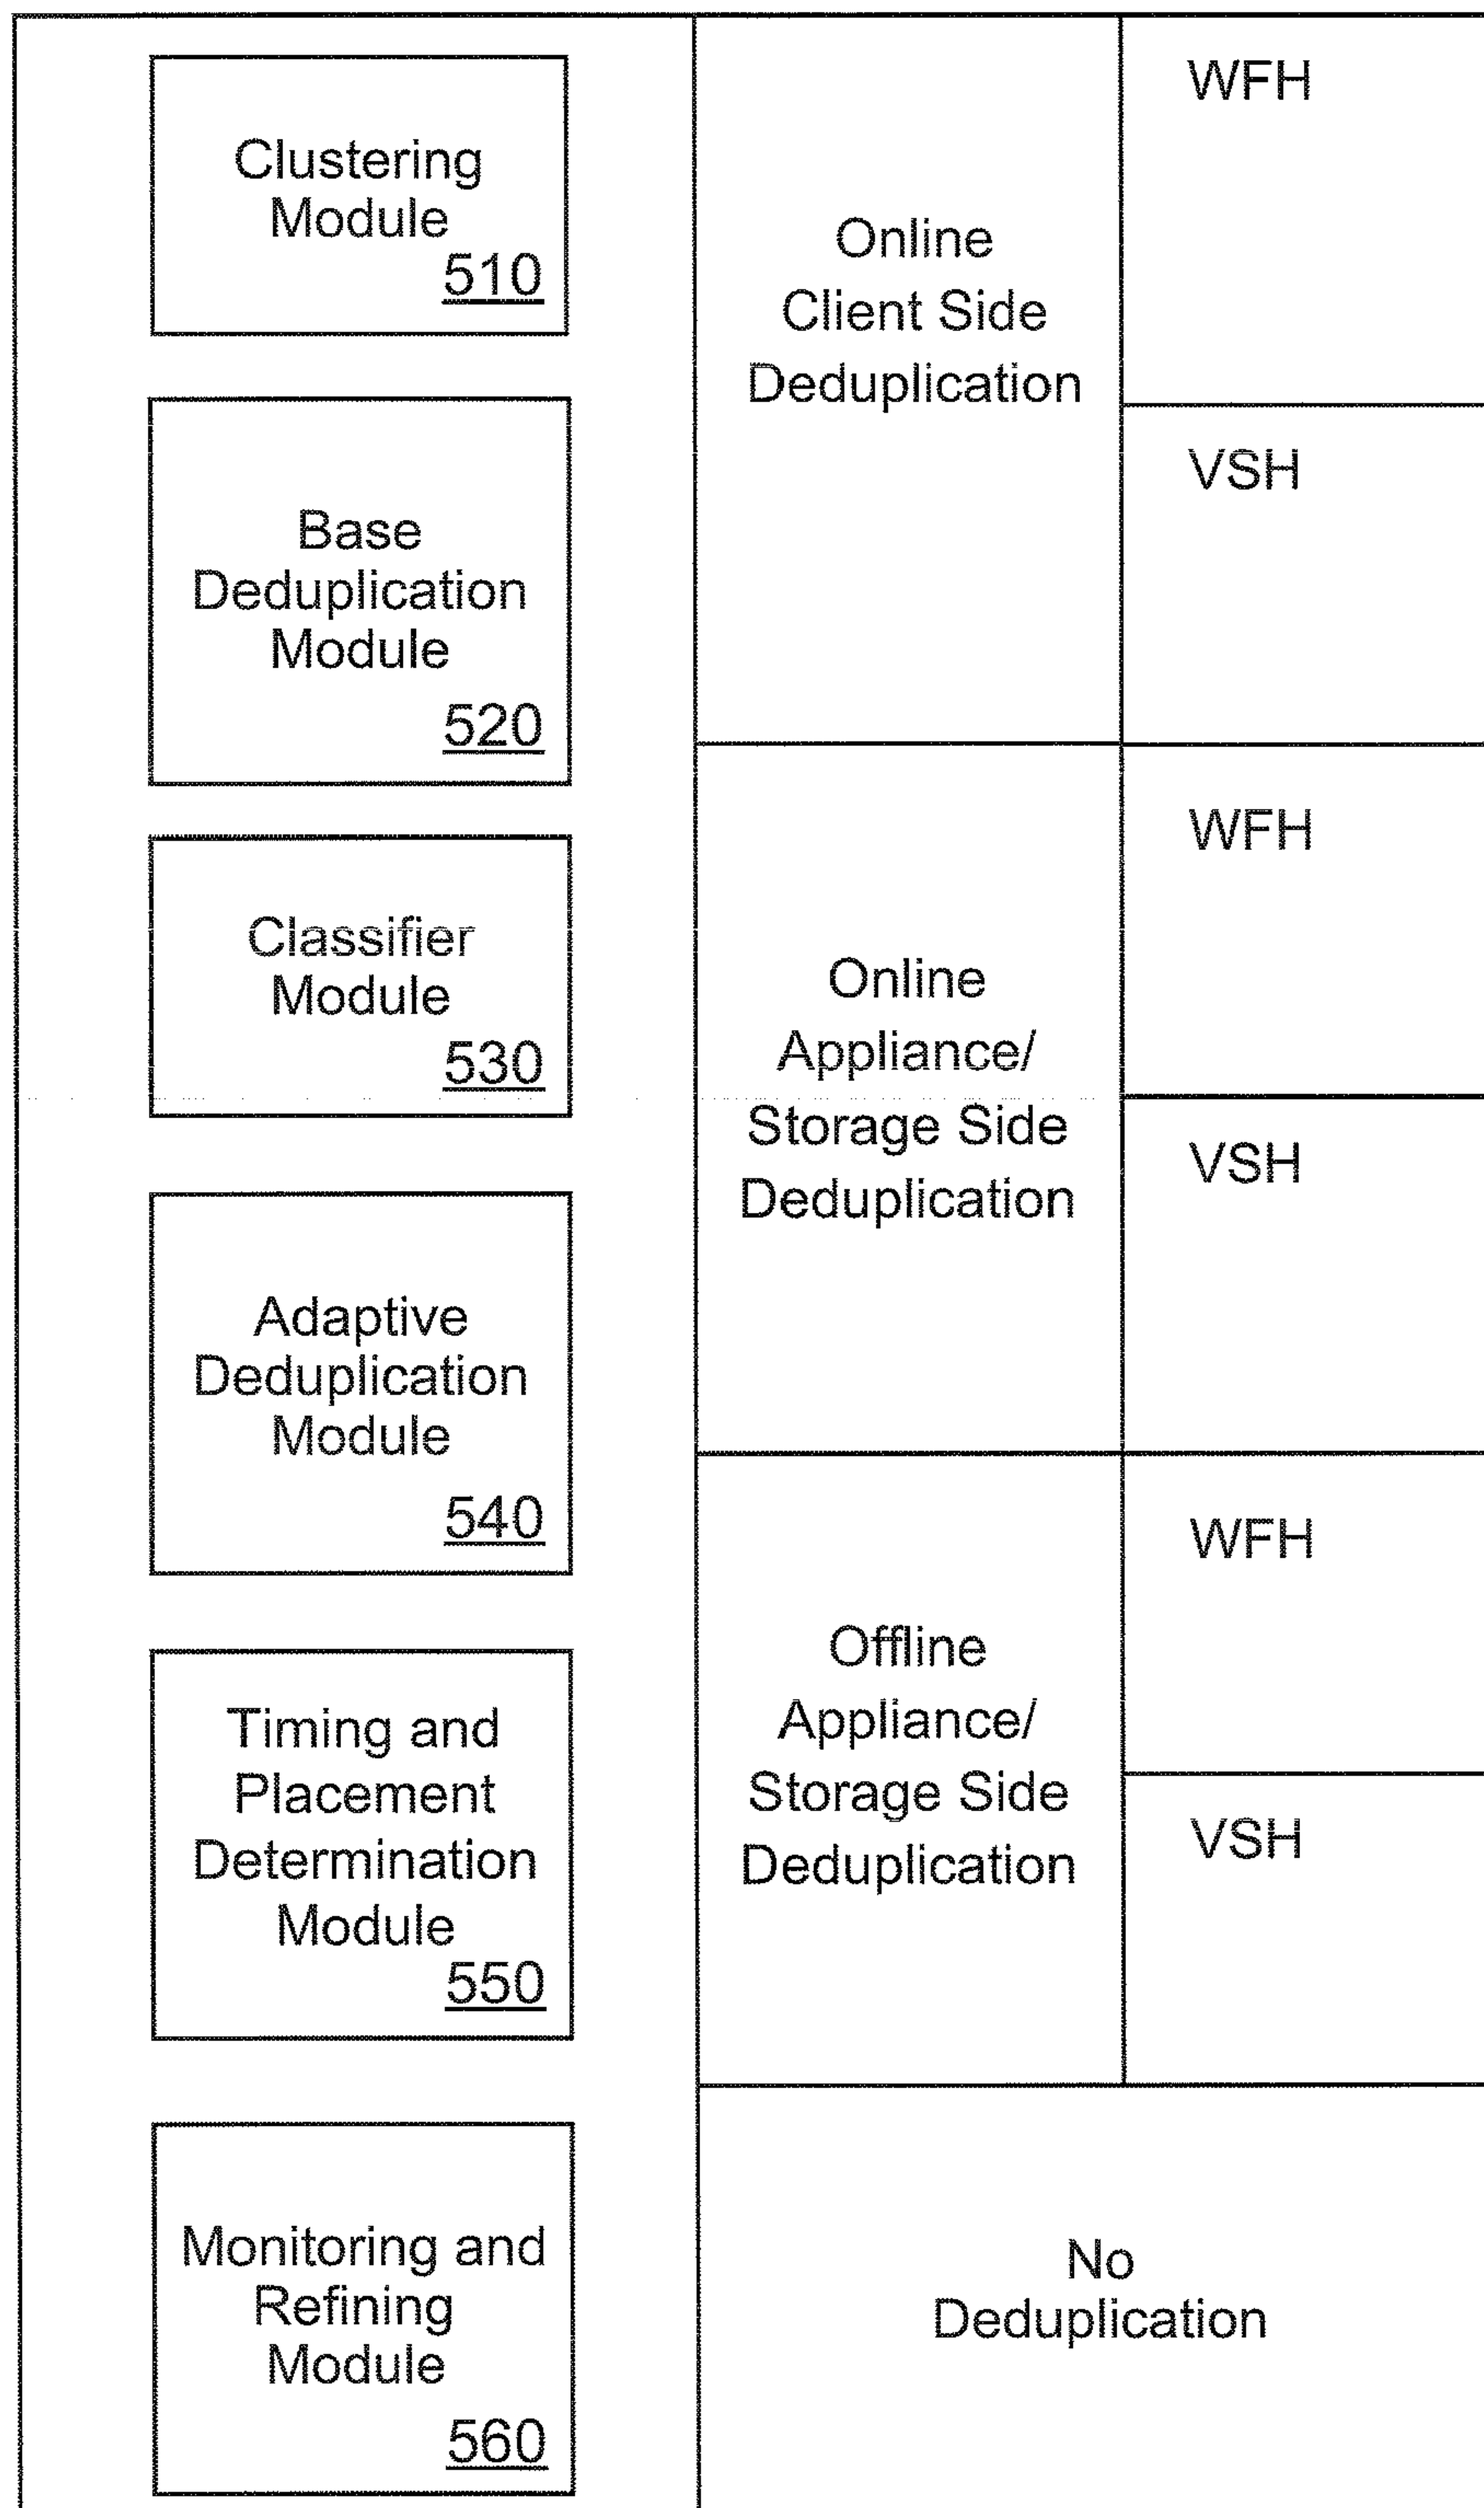 Clustering
Module
510
Base
Deduplication
Module
520
Classifier
Module
530
Adaptive
Deduplication
Module
540
Timing and
Placement
Determination
Module
550
Monitoring and
Refining
Module
560
Online
Client Side
Deduplication
WFH
VSH
Online
Appliance/
Storage Side
Deduplication
WFH
VSH
Offline
Appliance/
Storage Side
Deduplication
WFH
VSH
No
Deduplication